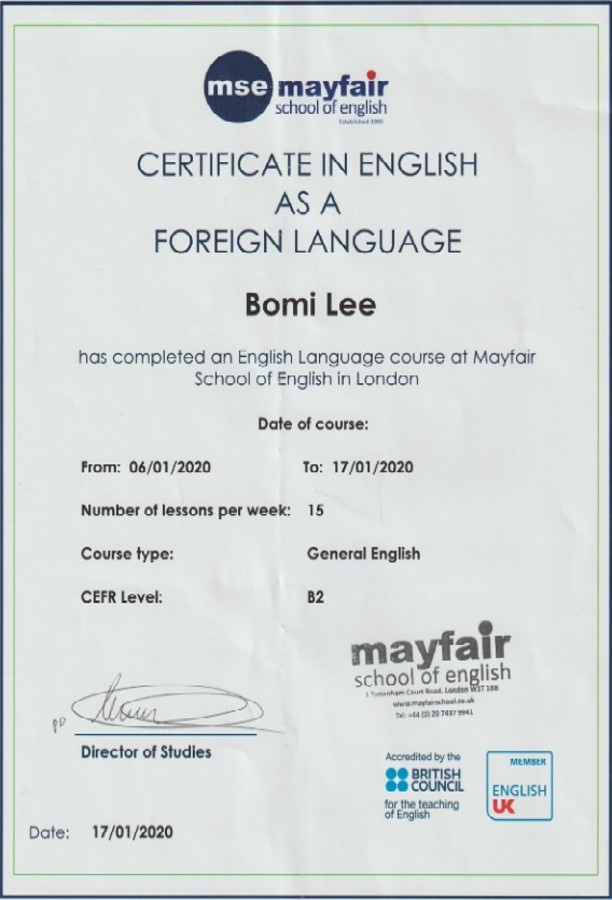 mse mayfair
school of english
Established 1995
CERTIFICATE IN ENGLISH
AS A
FOREIGN LANGUAGE
Bomi Lee
has completed an English Language course at Mayfair
School of English in London
Date of course:
From: 06/01/2020 To: 17/01/2020
Number of lessons per week: 15
Course type: General English
CEFR Level: B2
mayfair
school of english
1 Tottenham Court Road, London W1T 1BB
www.mayfairschool.co.uk
Tel: +44 (0) 20 7437 9941
pp
Director of Studies
Accredited by the
BRITISH
COUNCIL
for the teaching
of English
MEMBER
ENGLISH
UK
Date: 17/01/2020